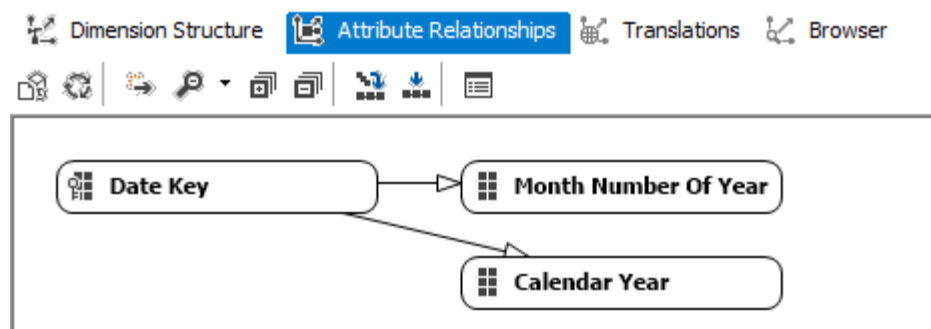 Dimension Structure Attribute Relationships Translations Browser
Date Key Month Number Of Year
Calendar Year